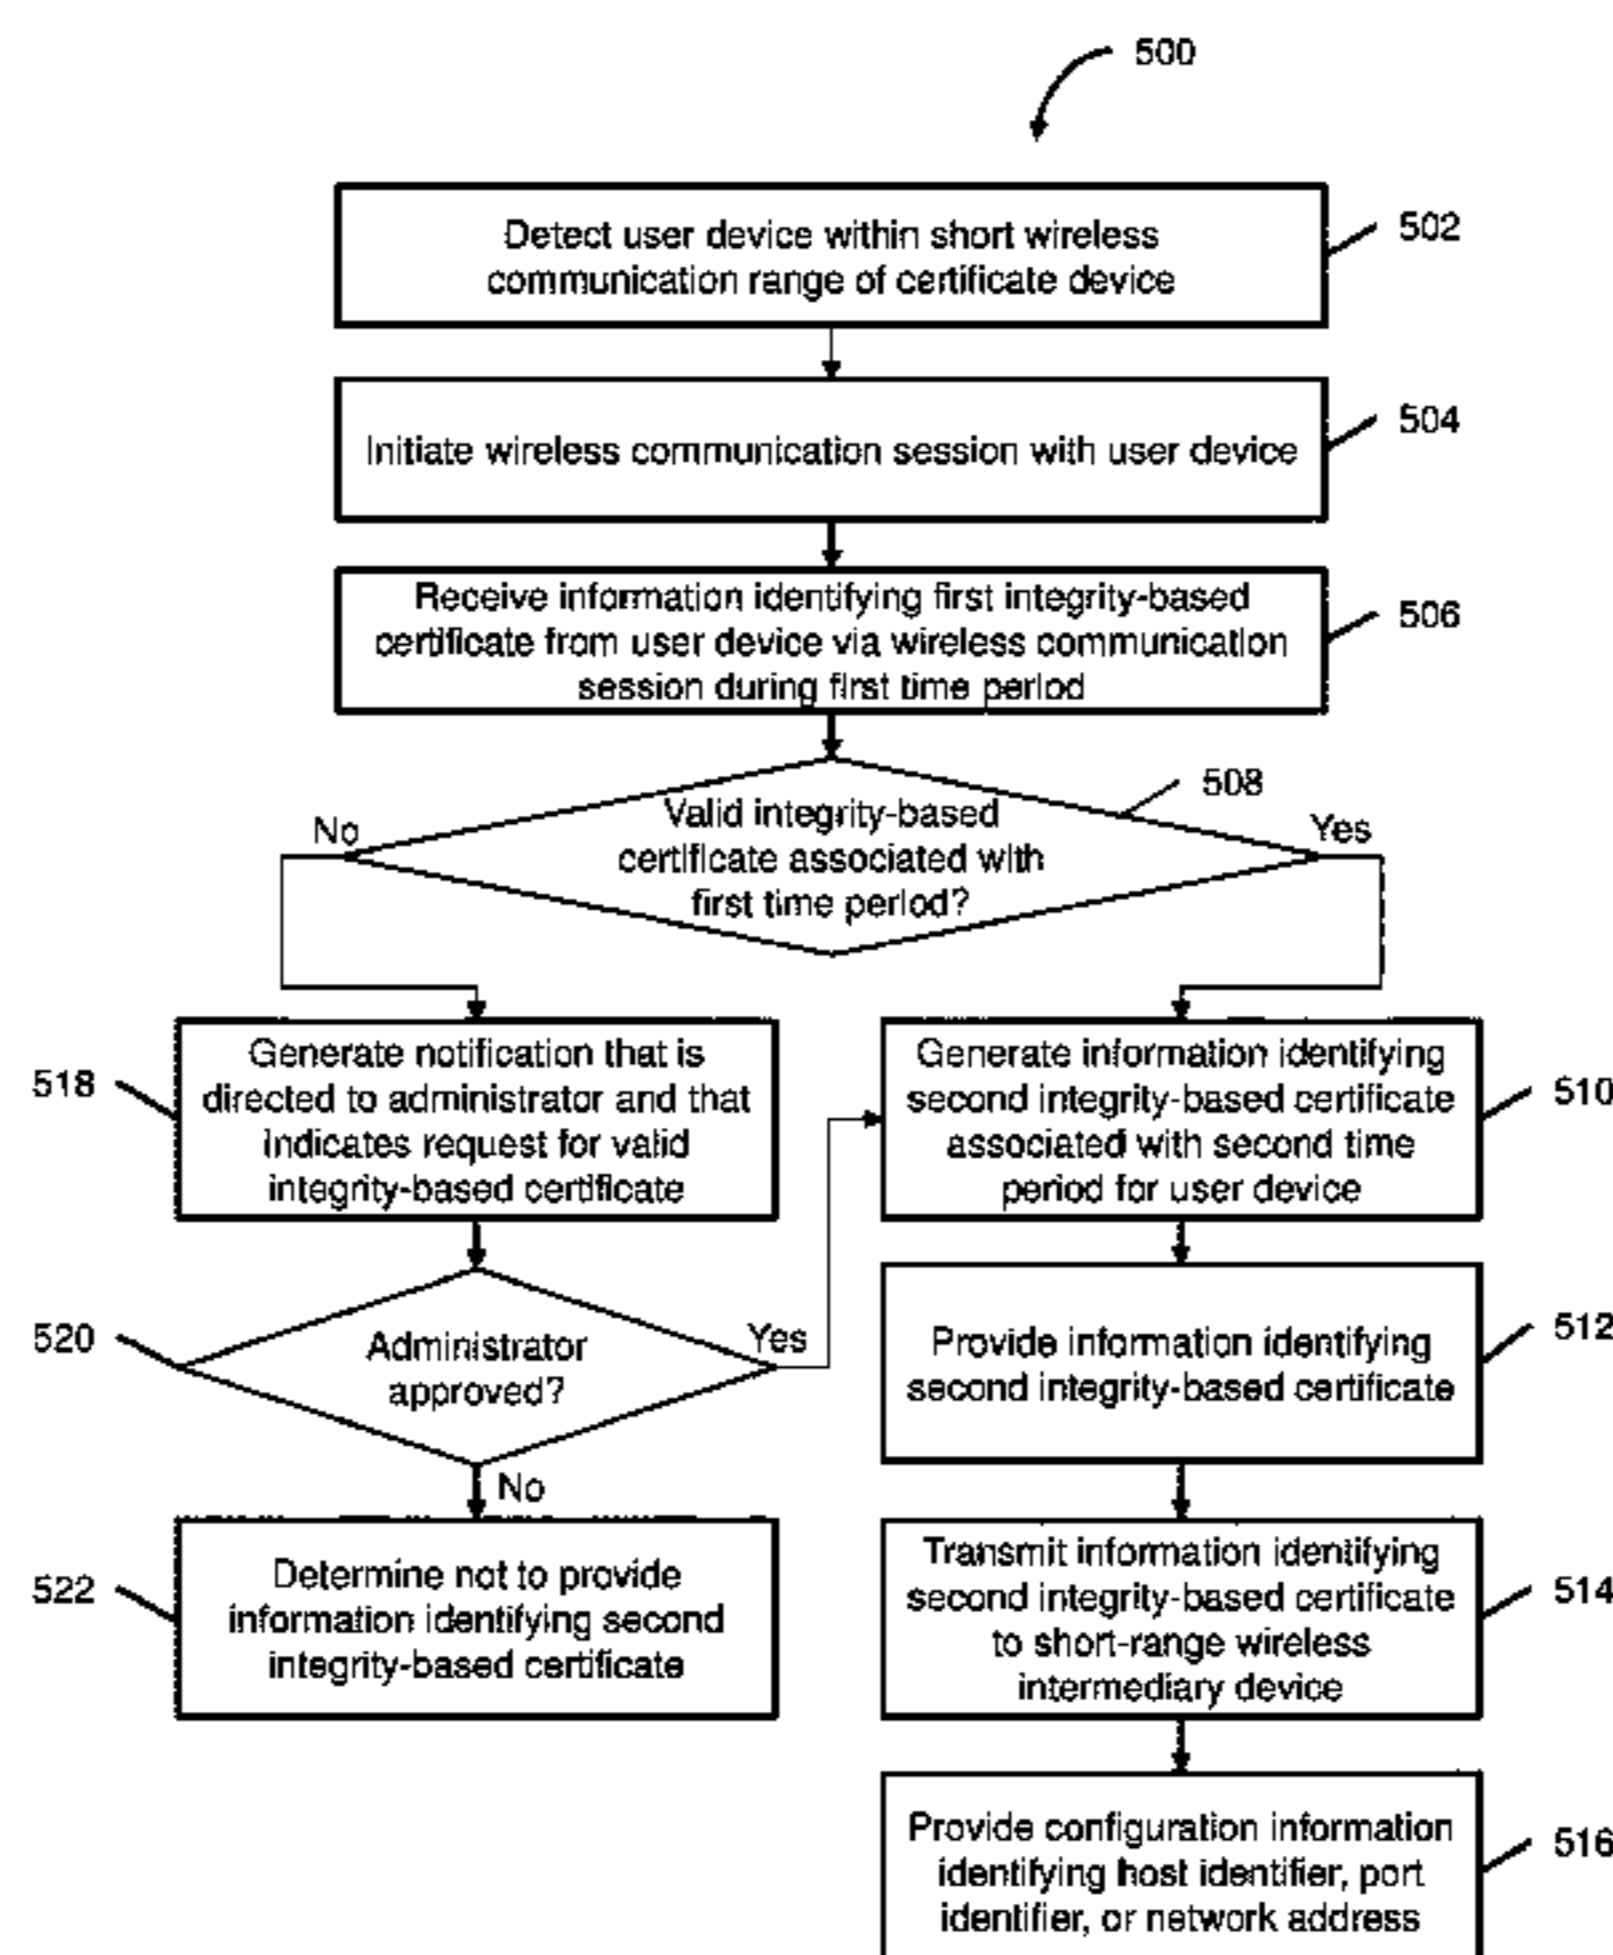 500
Detect user device within short wireless
communication range of certificate device
502
Initiate wireless communication session with user device
504
Receive information identifying first integrity-based
certificate from user device via wireless communication
session during first time period
506
508
Valid integrity-based
certificate associated with
first time period?
No
Yes
518
Generate notification that is
directed to administrator and that
indicates request for valid
integrity-based certificate
Generate information identifying
second integrity-based certificate
associated with second time
period for user device
510
520
Administrator
approved?
Yes
No
Provide information identifying
second integrity-based certificate
512
522
Determine not to provide
information identifying second
integrity-based certificate
Transmit information identifying
second integrity-based certificate
to short-range wireless
intermediary device
514
Provide configuration information
identifying host identifier, port
identifier, or network address
516